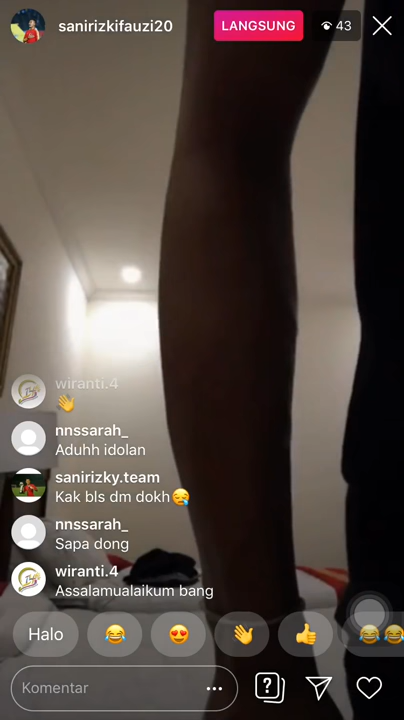 sanirizkifauzi20
LANGSUNG
43
wiranti.4
👋
nnssarah_
Aduhh idolan
sanirizky.team
Kak bls dm dokh😪
nnssarah_
Sapa dong
wiranti.4
Assalamualaikum bang
Halo 😂 😍 👋 👍 😂😂
Komentar